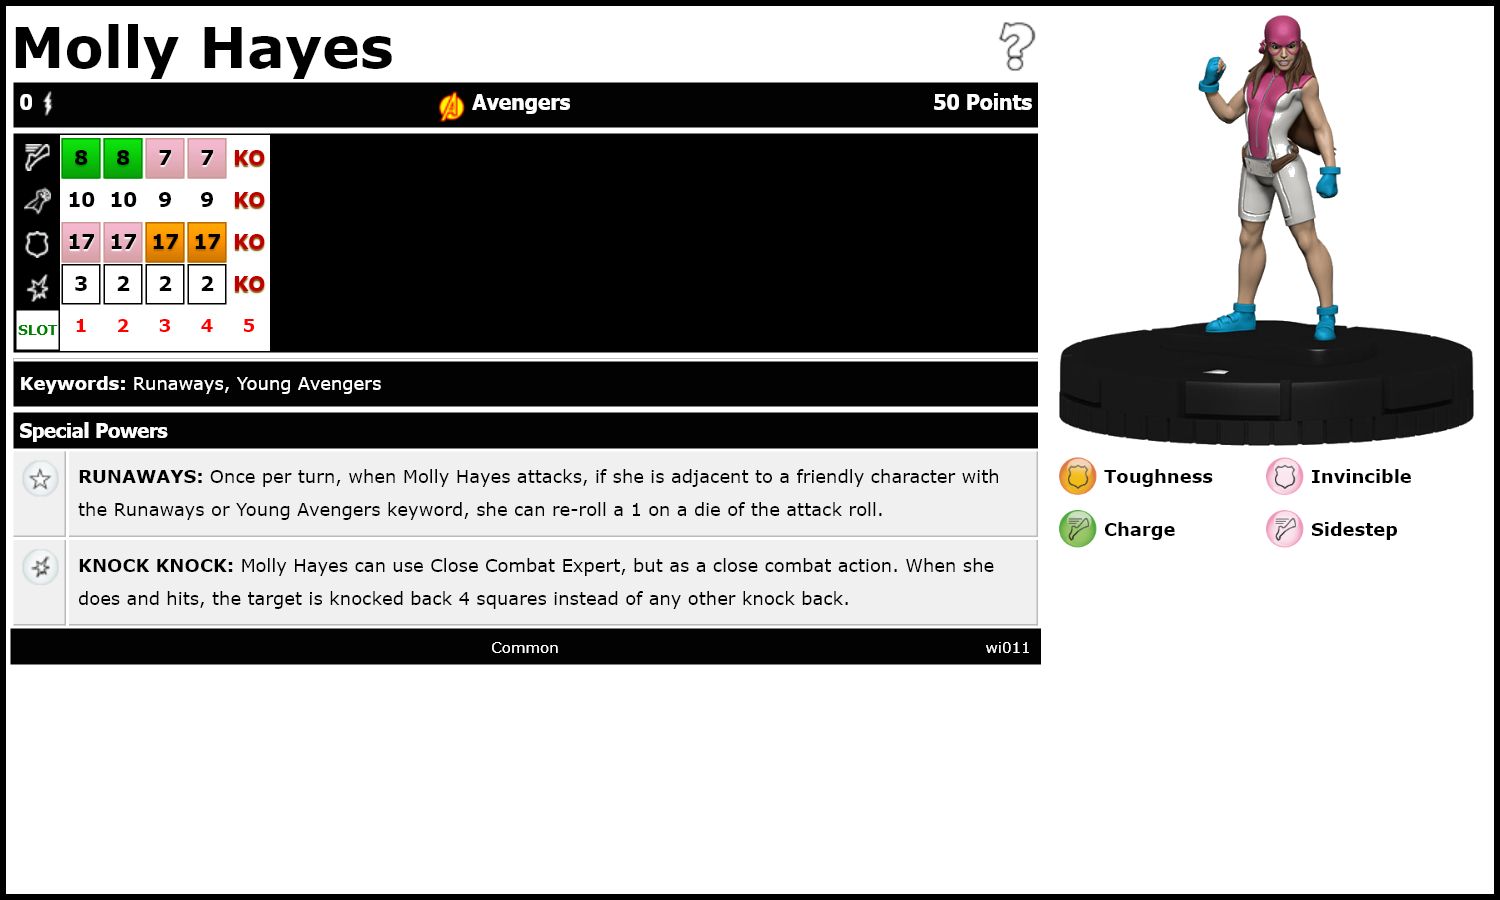 Molly Hayes
0 Avengers 50 Points
8 8 7 7 KO
10 10 9 9 KO
17 17 17 17 KO
3 2 2 2 KO
SLOT 1 2 3 4 5
Keywords: Runaways, Young Avengers
Special Powers
RUNAWAYS: Once per turn, when Molly Hayes attacks, if she is adjacent to a friendly character with
the Runaways or Young Avengers keyword, she can re-roll a 1 on a die of the attack roll.
KNOCK KNOCK: Molly Hayes can use Close Combat Expert, but as a close combat action. When she
does and hits, the target is knocked back 4 squares instead of any other knock back.
Common wi011
Toughness Invincible
Charge Sidestep